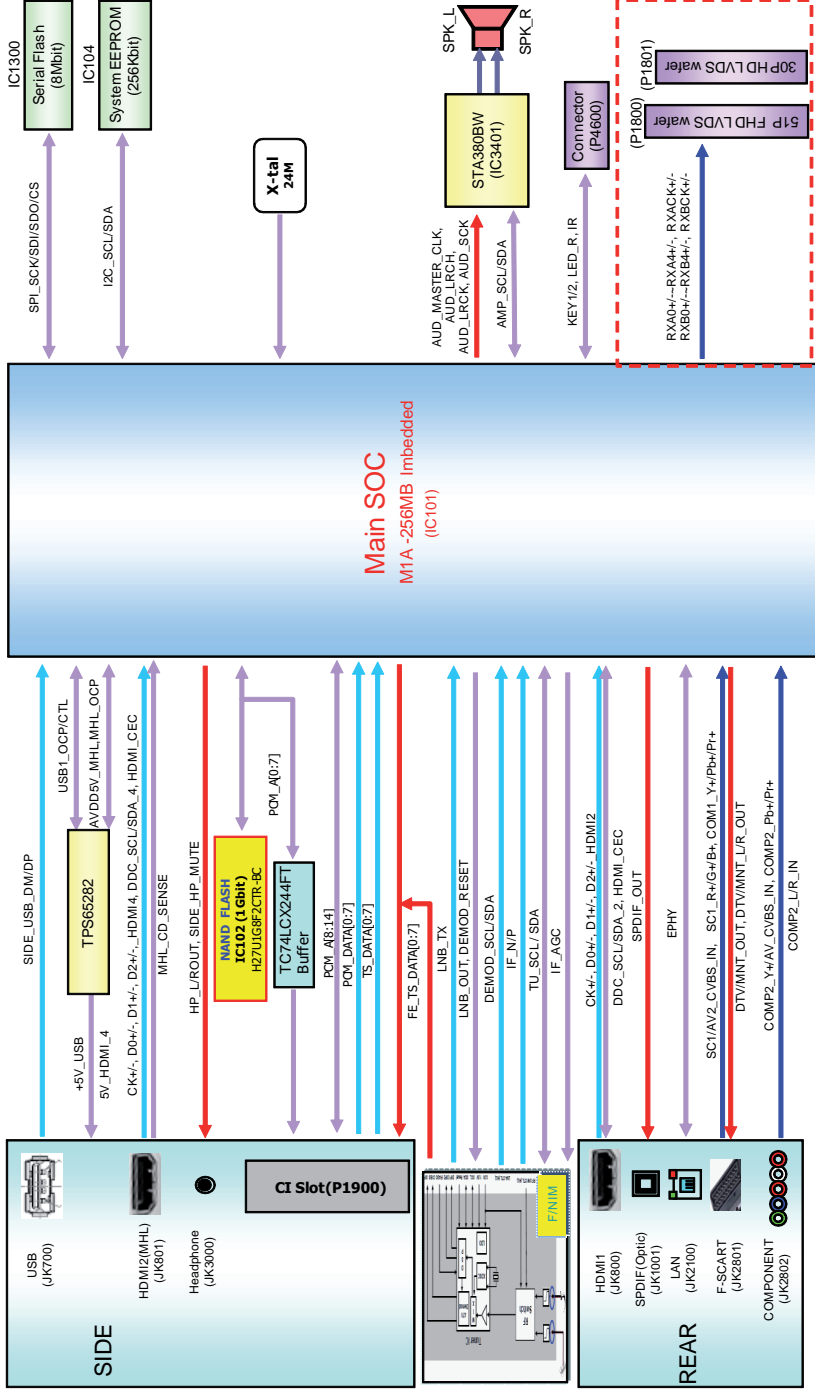 SIDE
USB
(JK700)
HDMI2(MHL)
(JK801)
Headphone
(JK3000)
CI Slot(P1900)
F/NIM
RF
Switch
Tuner IC
REAR
HDMI1
(JK800)
SPDIF(Optic)
(JK1001)
LAN
(JK2100)
F-SCART
(JK2801)
COMPONENT
(JK2802)
SIDE_USB_DM/DP
+5V_USB
5V_HDMI_4
TPS65282
USB1_OCP/CTL
AVDD5V_MHL,MHL_OCP
CK+/-, D0+/-, D1+/-, D2+/-_HDMI4, DDC_SCL/SDA_4, HDMI_CEC
MHL_CD_SENSE
HP_L/ROUT, SIDE_HP_MUTE
NAND FLASH
IC102 (1Gbit)
H27U1G8F2CTR-BC
TC74LCX244FT
Buffer
PCM_A[0:7]
PCM_A[8:14]
PCM_DATA[0:7]
TS_DATA[0:7]
FE_TS_DATA[0:7]
LNB_TX
LNB_OUT, DEMOD_RESET
DEMOD_SCL/SDA
IF_N/P
TU_SCL/ SDA
IF_AGC
CK+/-, D0+/-, D1+/-, D2+/-_HDMI2
DDC_SCL/SDA_2, HDMI_CEC
SPDIF_OUT
EPHY
SC1/AV2_CVBS_IN, SC1_R+/G+/B+, COM1_Y+/Pb+/Pr+
DTV/MNT_OUT, DTV/MNT_L/R_OUT
COMP2_Y+/AV_CVBS_IN, COMP2_Pb+/Pr+
COMP2_L/R_IN
Main SOC
M1A -256MB Imbedded
(IC101)
SPI_SCK/SDI/SDO/CS
IC1300
Serial Flash
(8Mbit)
I2C_SCL/SDA
IC104
System EEPROM
(256Kbit)
X-tal
24M
AUD_MASTER_CLK,
AUD_LRCH,
AUD_LRCK, AUD_SCK
AMP_SCL/SDA
STA380BW
(IC3401)
SPK_L
SPK_R
KEY1/2, LED_R, IR
Connector
(P4600)
RXA0+/-~RXA4+/-, RXACK+/-
RXB0+/-~RXB4+/-, RXBCK+/-
(P1800)
51P FHD LVDS wafer
(P1801)
30P HD LVDS wafer